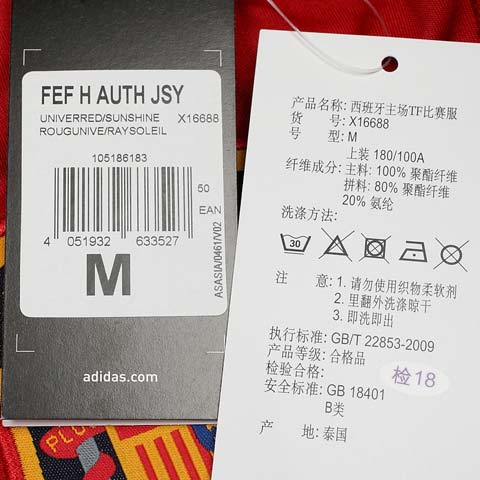 FEF H AUTH JSY
UNIVERRED/SUNSHINE X16688
ROUGUNIVE/RAYSOLEIL
105186183
50
EAN
4 051932 633527
ASASIA/0461/V02
M
adidas.com
产品名称: 西班牙主场TF比赛服
货 号: X16688
号 型: M
上装 180/100A
纤维成分: 主料: 100% 聚酯纤维
拼料: 80% 聚酯纤维
20% 氨纶
洗涤方法:
30
注 意: 1. 请勿使用织物柔软剂
2. 里翻外洗涤晾干
3. 即洗即出
执行标准: GB/T 22853-2009
产品等级: 合格品
检验合格: 检18
安全标准: GB 18401
B类
产 地: 泰国
PLUS